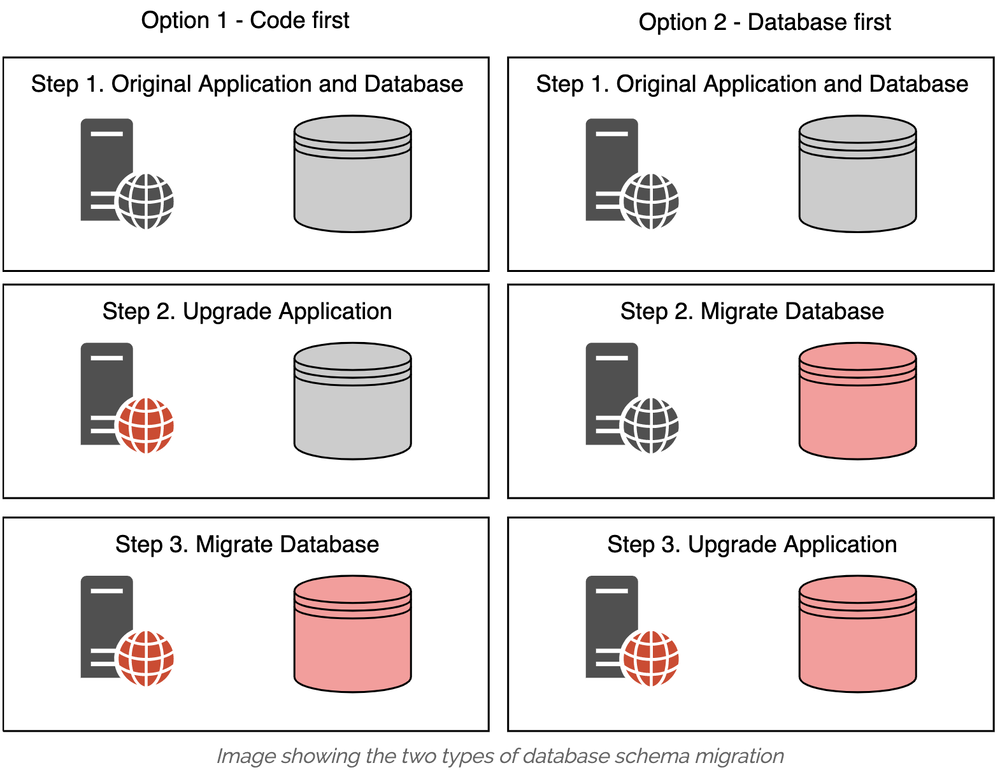 Option 1 - Code first
Step 1. Original Application and Database
Step 2. Upgrade Application
Step 3. Migrate Database
Option 2 - Database first
Step 1. Original Application and Database
Step 2. Migrate Database
Step 3. Upgrade Application
Image showing the two types of database schema migration